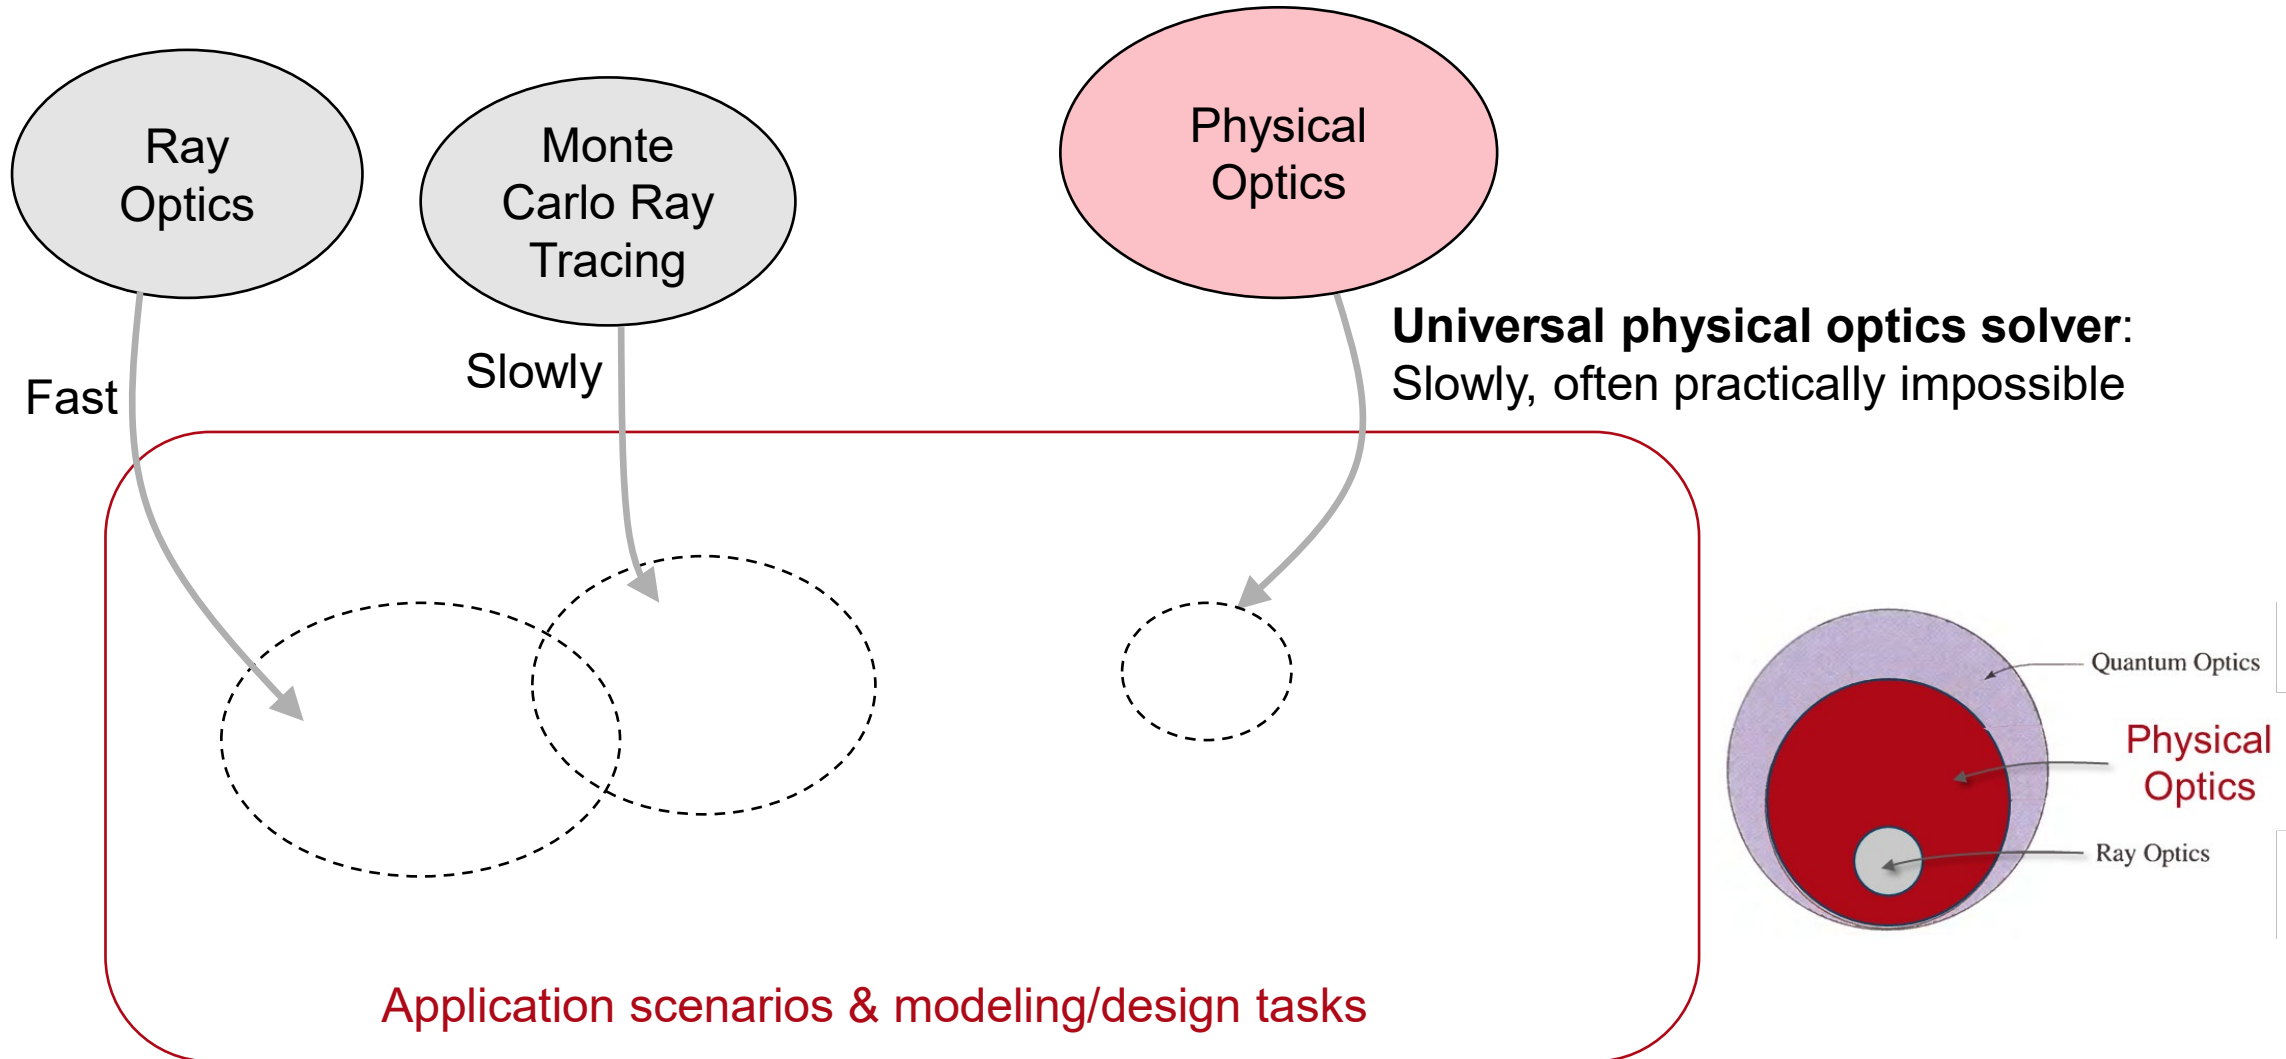 Ray
Optics
Monte
Carlo Ray
Tracing
Physical
Optics
Fast
Slowly
Universal physical optics solver:
Slowly, often practically impossible
Quantum Optics
Physical
Optics
Ray Optics
Application scenarios & modeling/design tasks